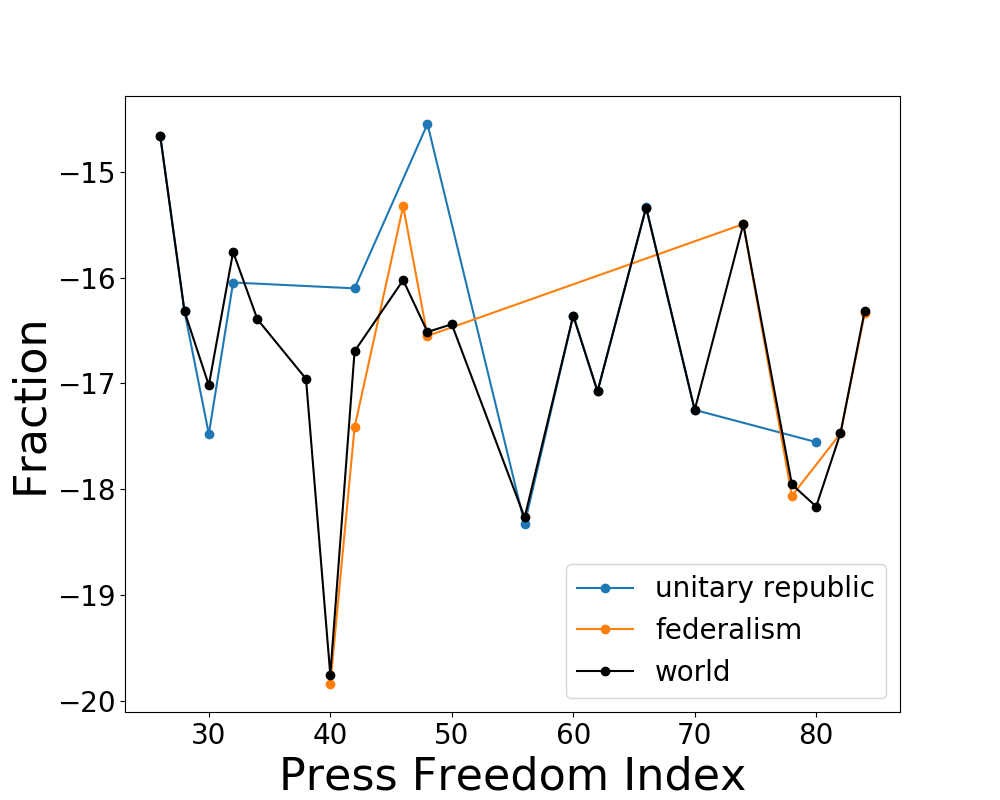 Fraction
−15
−16
−17
−18
−19
−20
30 40 50 60 70 80
Press Freedom Index
unitary republic
federalism
world